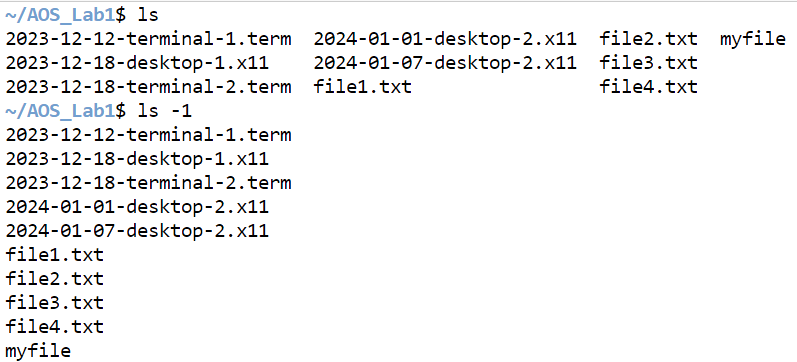 ~/AOS_Lab1$ ls
2023-12-12-terminal-1.term  2024-01-01-desktop-2.x11  file2.txt  myfile
2023-12-18-desktop-1.x11    2024-01-07-desktop-2.x11  file3.txt
2023-12-18-terminal-2.term  file1.txt                 file4.txt
~/AOS_Lab1$ ls -1
2023-12-12-terminal-1.term
2023-12-18-desktop-1.x11
2023-12-18-terminal-2.term
2024-01-01-desktop-2.x11
2024-01-07-desktop-2.x11
file1.txt
file2.txt
file3.txt
file4.txt
myfile